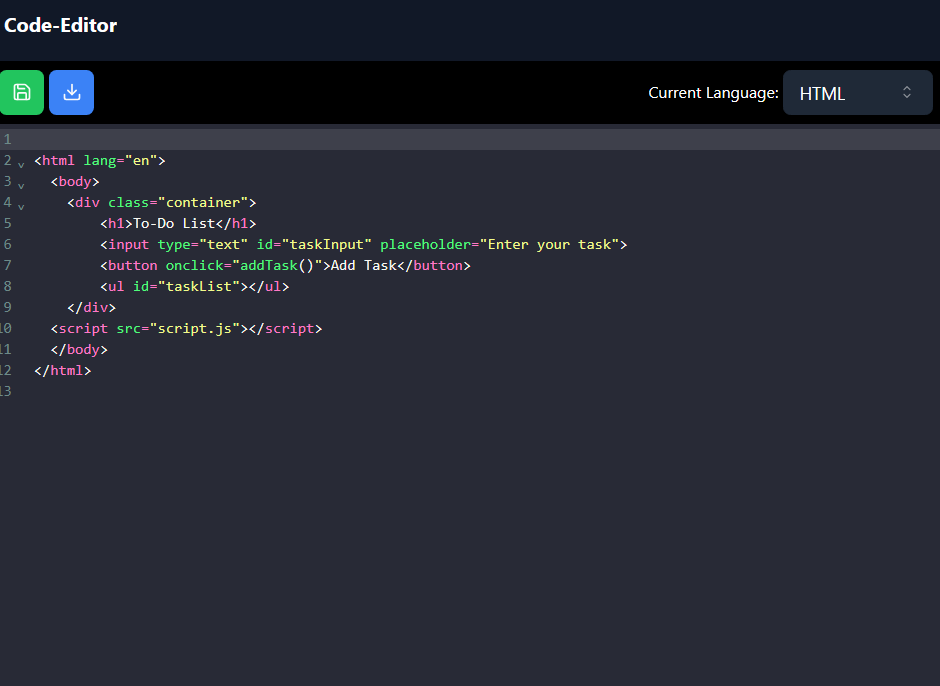 Code-Editor
Current Language: HTML
1
2 <html lang="en">
3 <body>
4 <div class="container">
5 <h1>To-Do List</h1>
6 <input type="text" id="taskInput" placeholder="Enter your task">
7 <button onclick="addTask()">Add Task</button>
8 <ul id="taskList"></ul>
9 </div>
10 <script src="script.js"></script>
11 </body>
12 </html>
13